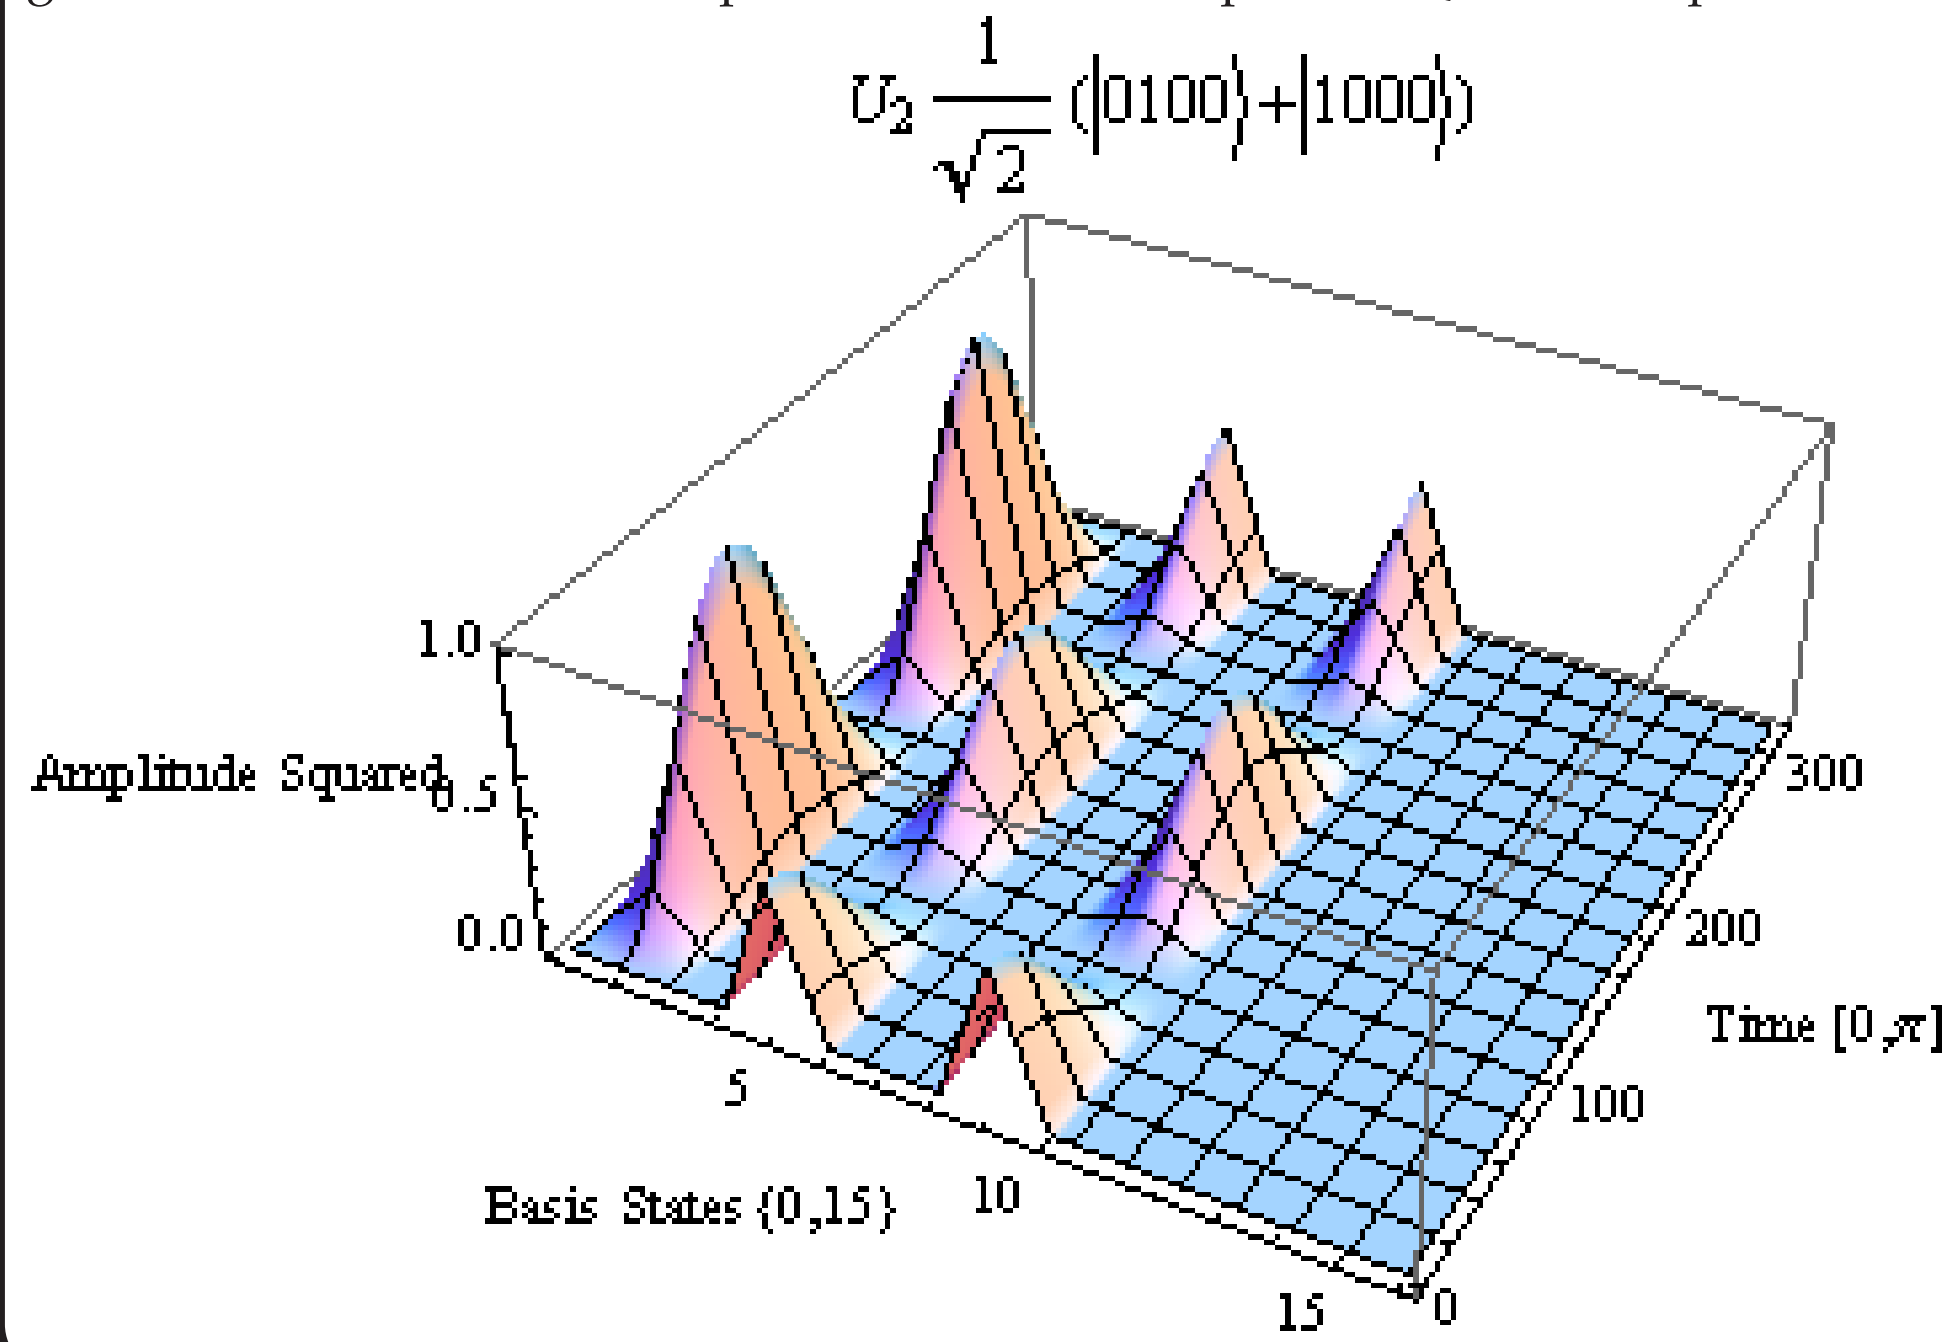 U₂ 1/√2 (|0100⟩+|1000⟩)
1.0
Amplitude Squared
0.5
0.0
5
10
15
Basis States {0,15}
0
100
200
300
Time [0,π]